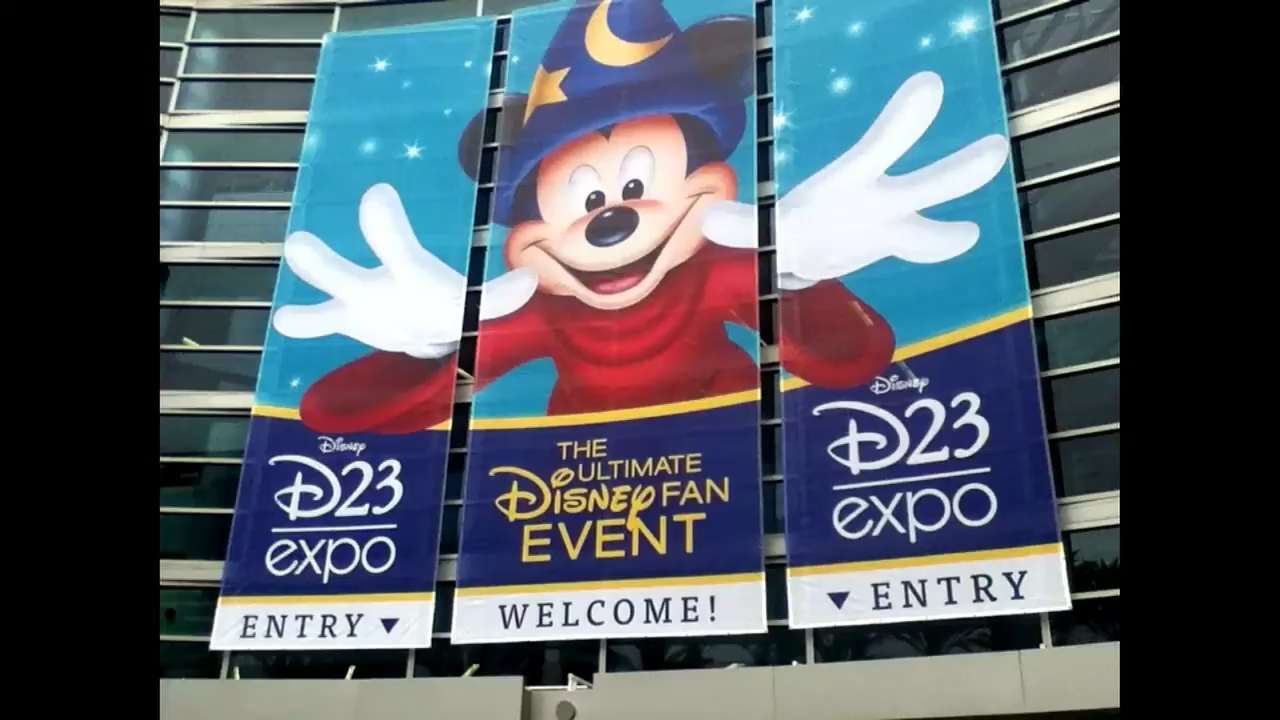 Disney
D23
expo
ENTRY
THE
ULTIMATE
Disney FAN
EVENT
WELCOME!
Disney
D23
expo
ENTRY